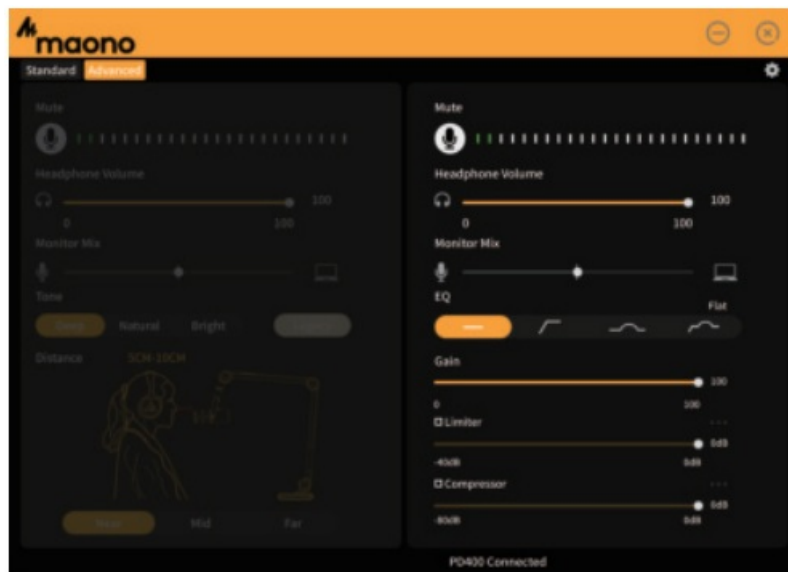 maono
Standard Advanced
Mute
Headphone Volume
100
0 100
Monitor Mix
Tone
Deep Natural Bright
Distance 5CM-10CM
Mid Far
Mute
Headphone Volume
100
0 100
Monitor Mix
EQ
Flat
Gain
100
0 100
Limiter ...
0dB
-40dB 0dB
Compressor ...
0dB
-80dB 0dB
PD400 Connected